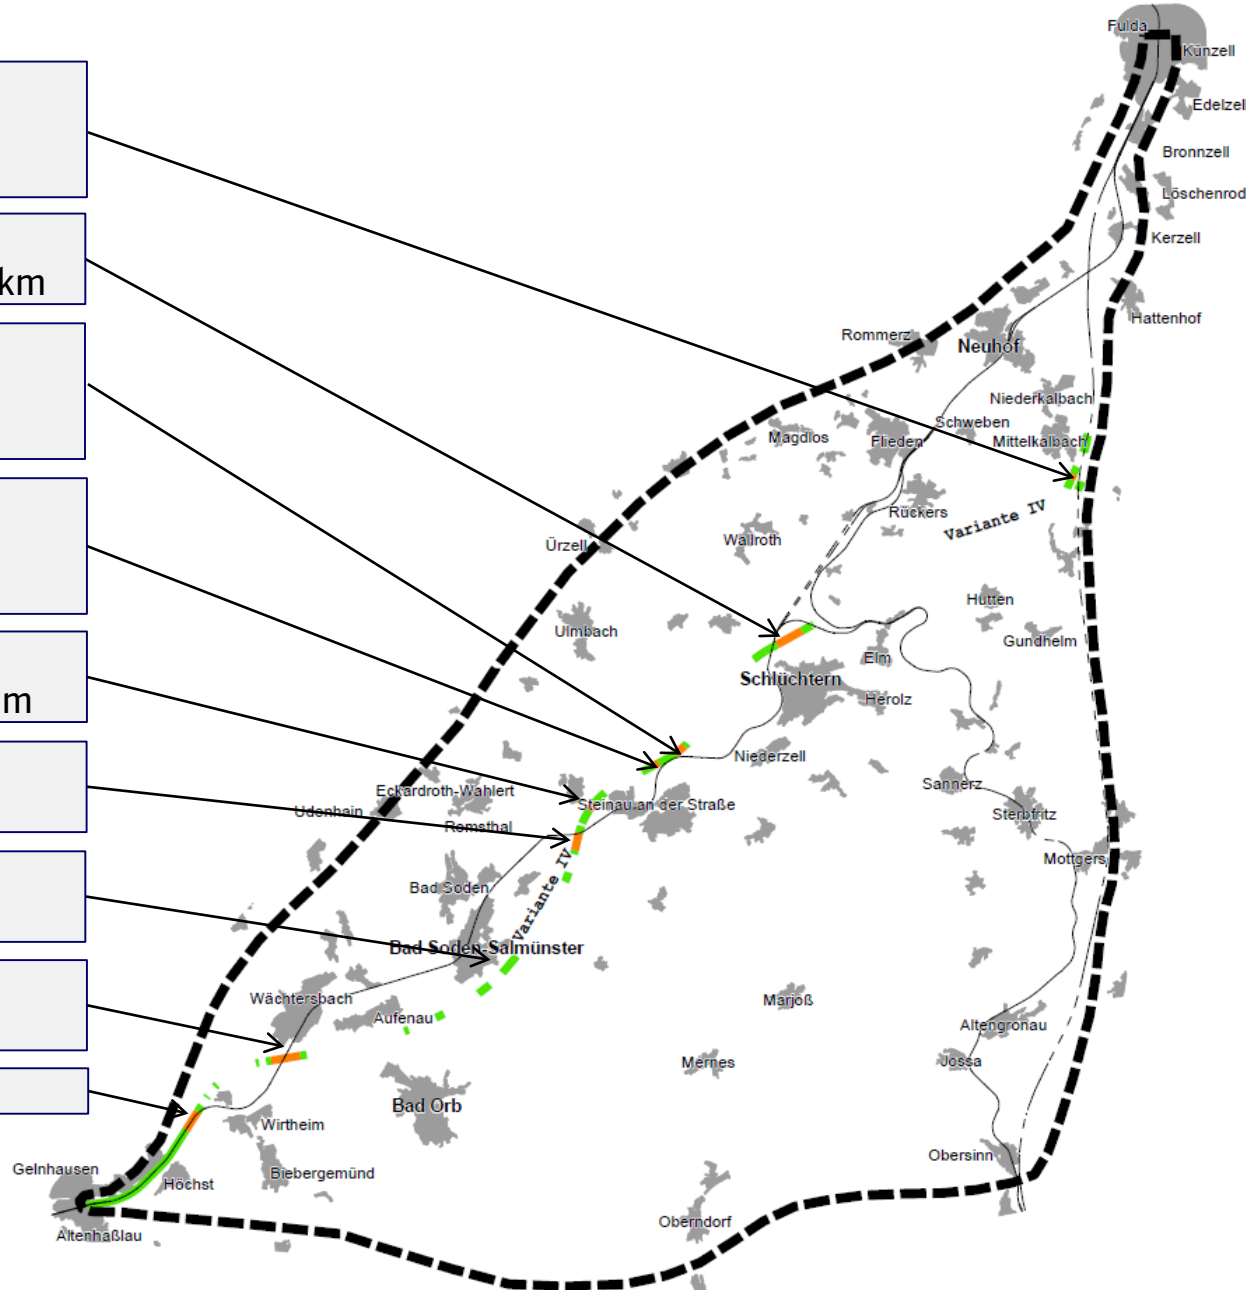 Fulda
Künzell
Edelzell
Bronnzell
Löschenrod
Kerzell
km
Hattenhof
Rommerz
Neuhof
Niederkalbach
Schweben
Magdlos
Flieden
Mittelkalbach
Rückers
Variante IV
Wallroth
Ürzell
Hutten
Ulmbach
Gundhelm
Elm
Schlüchtern
Herolz
m
Niederzell
Sannerz
Eckardroth-Wahlert
Steinau an der Straße
Udenhain
Sterbfritz
Romsthal
Mottgers
Bad Soden
Variante IV
Bad Soden-Salmünster
Wächtersbach
Marjoß
Aufenau
Altengronau
Mernes
Jossa
Bad Orb
Wirtheim
Obersinn
Gelnhausen
Biebergemünd
Höchst
Oberndorf
Altenhaßlau